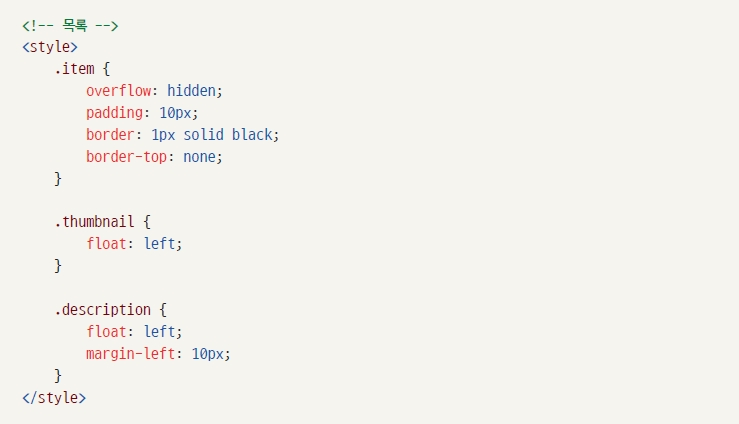 <!-- 목록 -->
<style>
    .item {
        overflow: hidden;
        padding: 10px;
        border: 1px solid black;
        border-top: none;
    }

    .thumbnail {
        float: left;
    }

    .description {
        float: left;
        margin-left: 10px;
    }
</style>